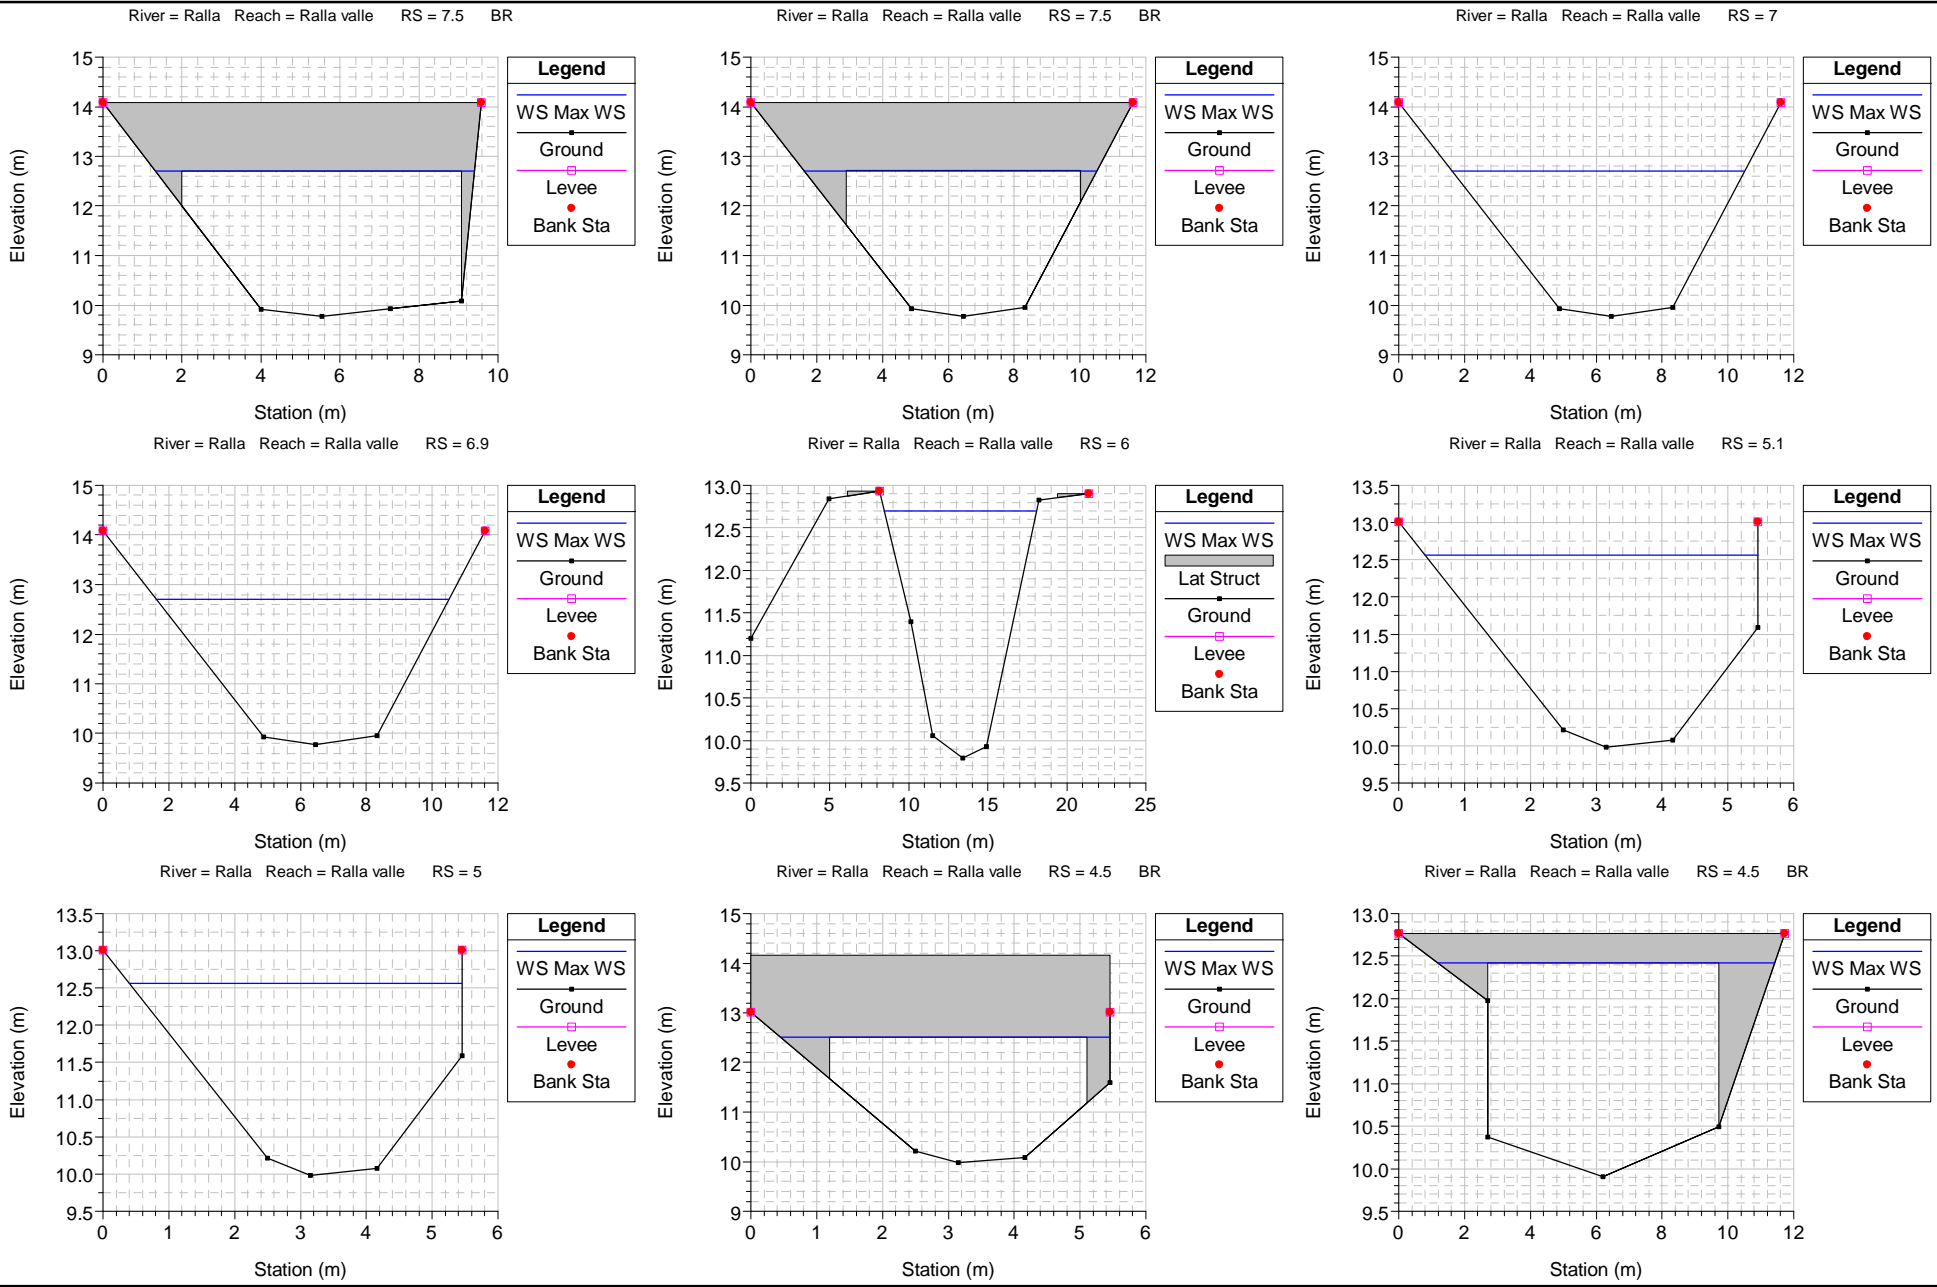 River = Ralla Reach = Ralla valle RS = 7.5 BR
15
14
13
12
11
10
9
0 2 4 6 8 10
Elevation (m)
Station (m)
Legend
WS Max WS
Ground
Levee
Bank Sta
River = Ralla Reach = Ralla valle RS = 7.5 BR
15
14
13
12
11
10
9
0 2 4 6 8 10 12
Elevation (m)
Station (m)
Legend
WS Max WS
Ground
Levee
Bank Sta
River = Ralla Reach = Ralla valle RS = 7
15
14
13
12
11
10
9
0 2 4 6 8 10 12
Elevation (m)
Station (m)
Legend
WS Max WS
Ground
Levee
Bank Sta
River = Ralla Reach = Ralla valle RS = 6.9
15
14
13
12
11
10
9
0 2 4 6 8 10 12
Elevation (m)
Station (m)
Legend
WS Max WS
Ground
Levee
Bank Sta
River = Ralla Reach = Ralla valle RS = 6
13.0
12.5
12.0
11.5
11.0
10.5
10.0
9.5
0 5 10 15 20 25
Elevation (m)
Station (m)
Legend
WS Max WS
Lat Struct
Ground
Levee
Bank Sta
River = Ralla Reach = Ralla valle RS = 5.1
13.5
13.0
12.5
12.0
11.5
11.0
10.5
10.0
9.5
0 1 2 3 4 5 6
Elevation (m)
Station (m)
Legend
WS Max WS
Ground
Levee
Bank Sta
River = Ralla Reach = Ralla valle RS = 5
13.5
13.0
12.5
12.0
11.5
11.0
10.5
10.0
9.5
0 1 2 3 4 5 6
Elevation (m)
Station (m)
Legend
WS Max WS
Ground
Levee
Bank Sta
River = Ralla Reach = Ralla valle RS = 4.5 BR
15
14
13
12
11
10
9
0 1 2 3 4 5 6
Elevation (m)
Station (m)
Legend
WS Max WS
Ground
Levee
Bank Sta
River = Ralla Reach = Ralla valle RS = 4.5 BR
13.0
12.5
12.0
11.5
11.0
10.5
10.0
9.5
0 2 4 6 8 10 12
Elevation (m)
Station (m)
Legend
WS Max WS
Ground
Levee
Bank Sta